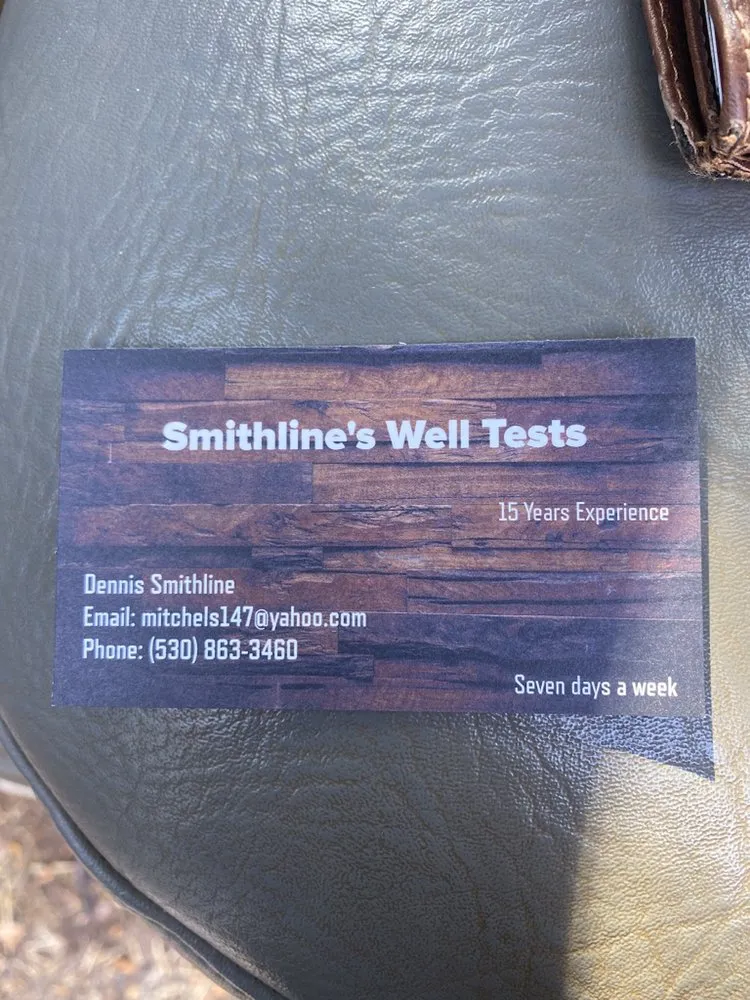 Smithline's Well Tests
15 Years Experience
Dennis Smithline
Email: mitchels147@yahoo.com
Phone: (530) 863-3460
Seven days a week